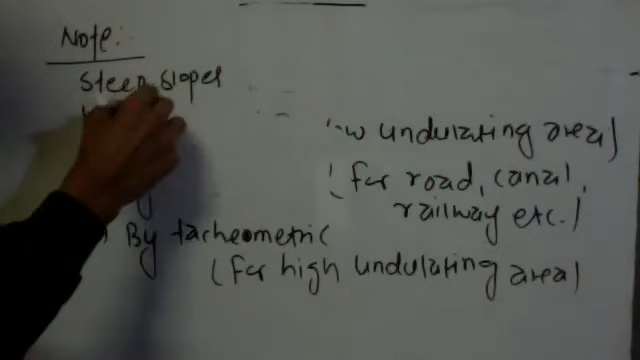 Note:
Steep slopes
w undulating area)
(for road, canal,
railway etc.)
) By tacheometric
(For high undulating area)